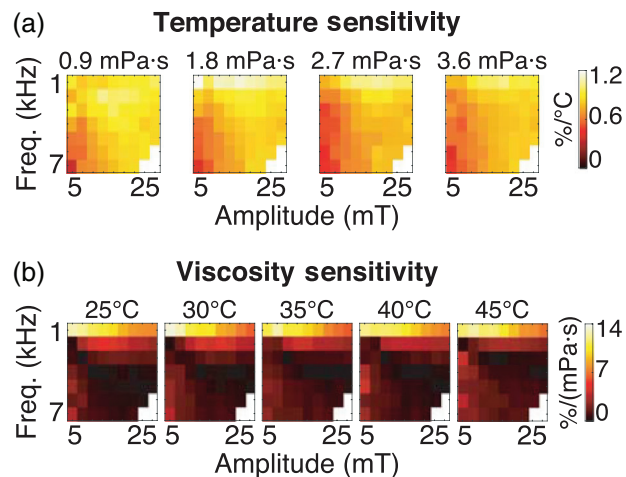 (a) Temperature sensitivity
0.9 mPa·s 1.8 mPa·s 2.7 mPa·s 3.6 mPa·s
Freq. (kHz)
1
7
5 25 5 25 5 25 5 25
Amplitude (mT)
1.2
0.6
0
%/°C
(b) Viscosity sensitivity
25°C 30°C 35°C 40°C 45°C
Freq. (kHz)
1
7
5 25 5 25 5 25 5 25 5 25
Amplitude (mT)
14
7
0
%/(mPa·s)